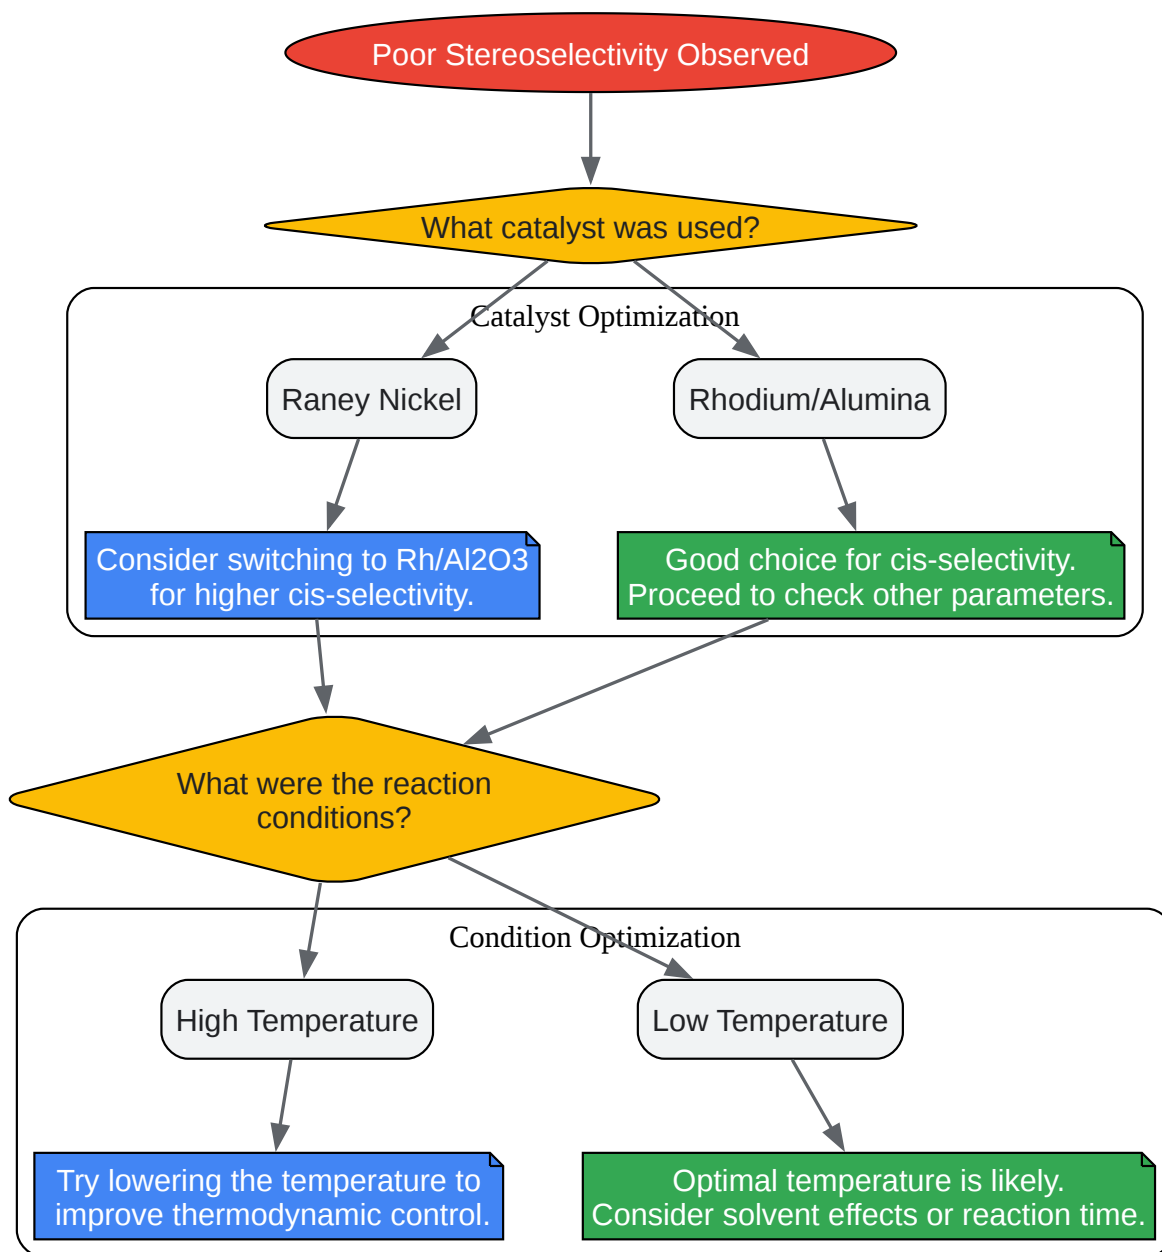 Poor Stereoselectivity Observed
What catalyst was used?
Catalyst Optimization
Raney Nickel
Rhodium/Alumina
Consider switching to Rh/Al2O3
for higher cis-selectivity.
Good choice for cis-selectivity.
Proceed to check other parameters.
What were the reaction
conditions?
Condition Optimization
High Temperature
Low Temperature
Try lowering the temperature to
improve thermodynamic control.
Optimal temperature is likely.
Consider solvent effects or reaction time.